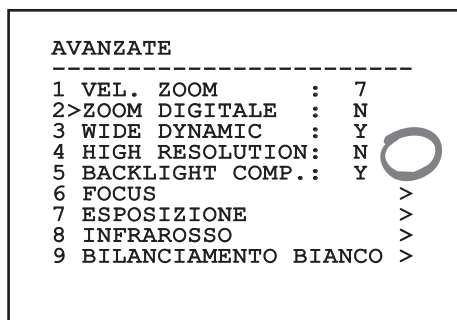 AVANZATE
-------------------------
1 VEL. ZOOM      :  7
2>ZOOM DIGITALE  :  N
3 WIDE DYNAMIC   :  Y
4 HIGH RESOLUTION:  N
5 BACKLIGHT COMP.:  Y
6 FOCUS                >
7 ESPOSIZIONE          >
8 INFRAROSSO           >
9 BILANCIAMENTO BIANCO >